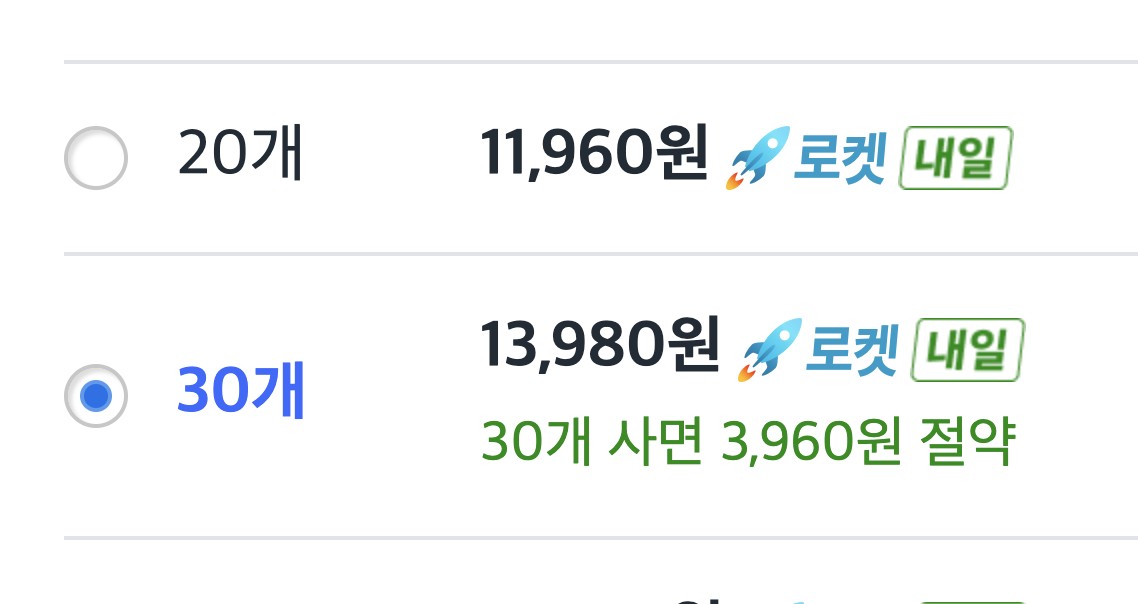 20개 11,960원 로켓 내일
30개 13,980원 로켓 내일
30개 사면 3,960원 절약